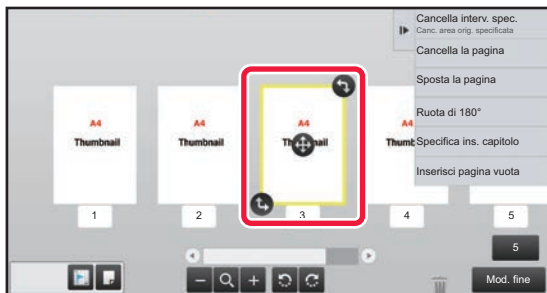 Cancella interv. spec.
Canc. area orig. specificata
Cancella la pagina
Sposta la pagina
Ruota di 180°
Specifica ins. capitolo
Inserisci pagina vuota
A4
Thumbnail
A4
Thumbnail
A4
A4
1
2
3
4
5
5
Mod. fine